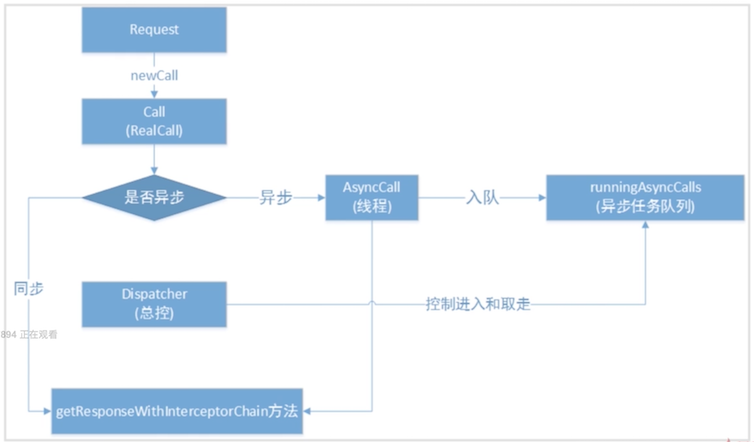 Request
newCall
Call
(RealCall)
是否异步
异步
AsyncCall
(线程)
入队
runningAsyncCalls
(异步任务队列)
同步
Dispatcher
(总控)
控制进入和取走
894 正在观看
getResponseWithInterceptorChain方法